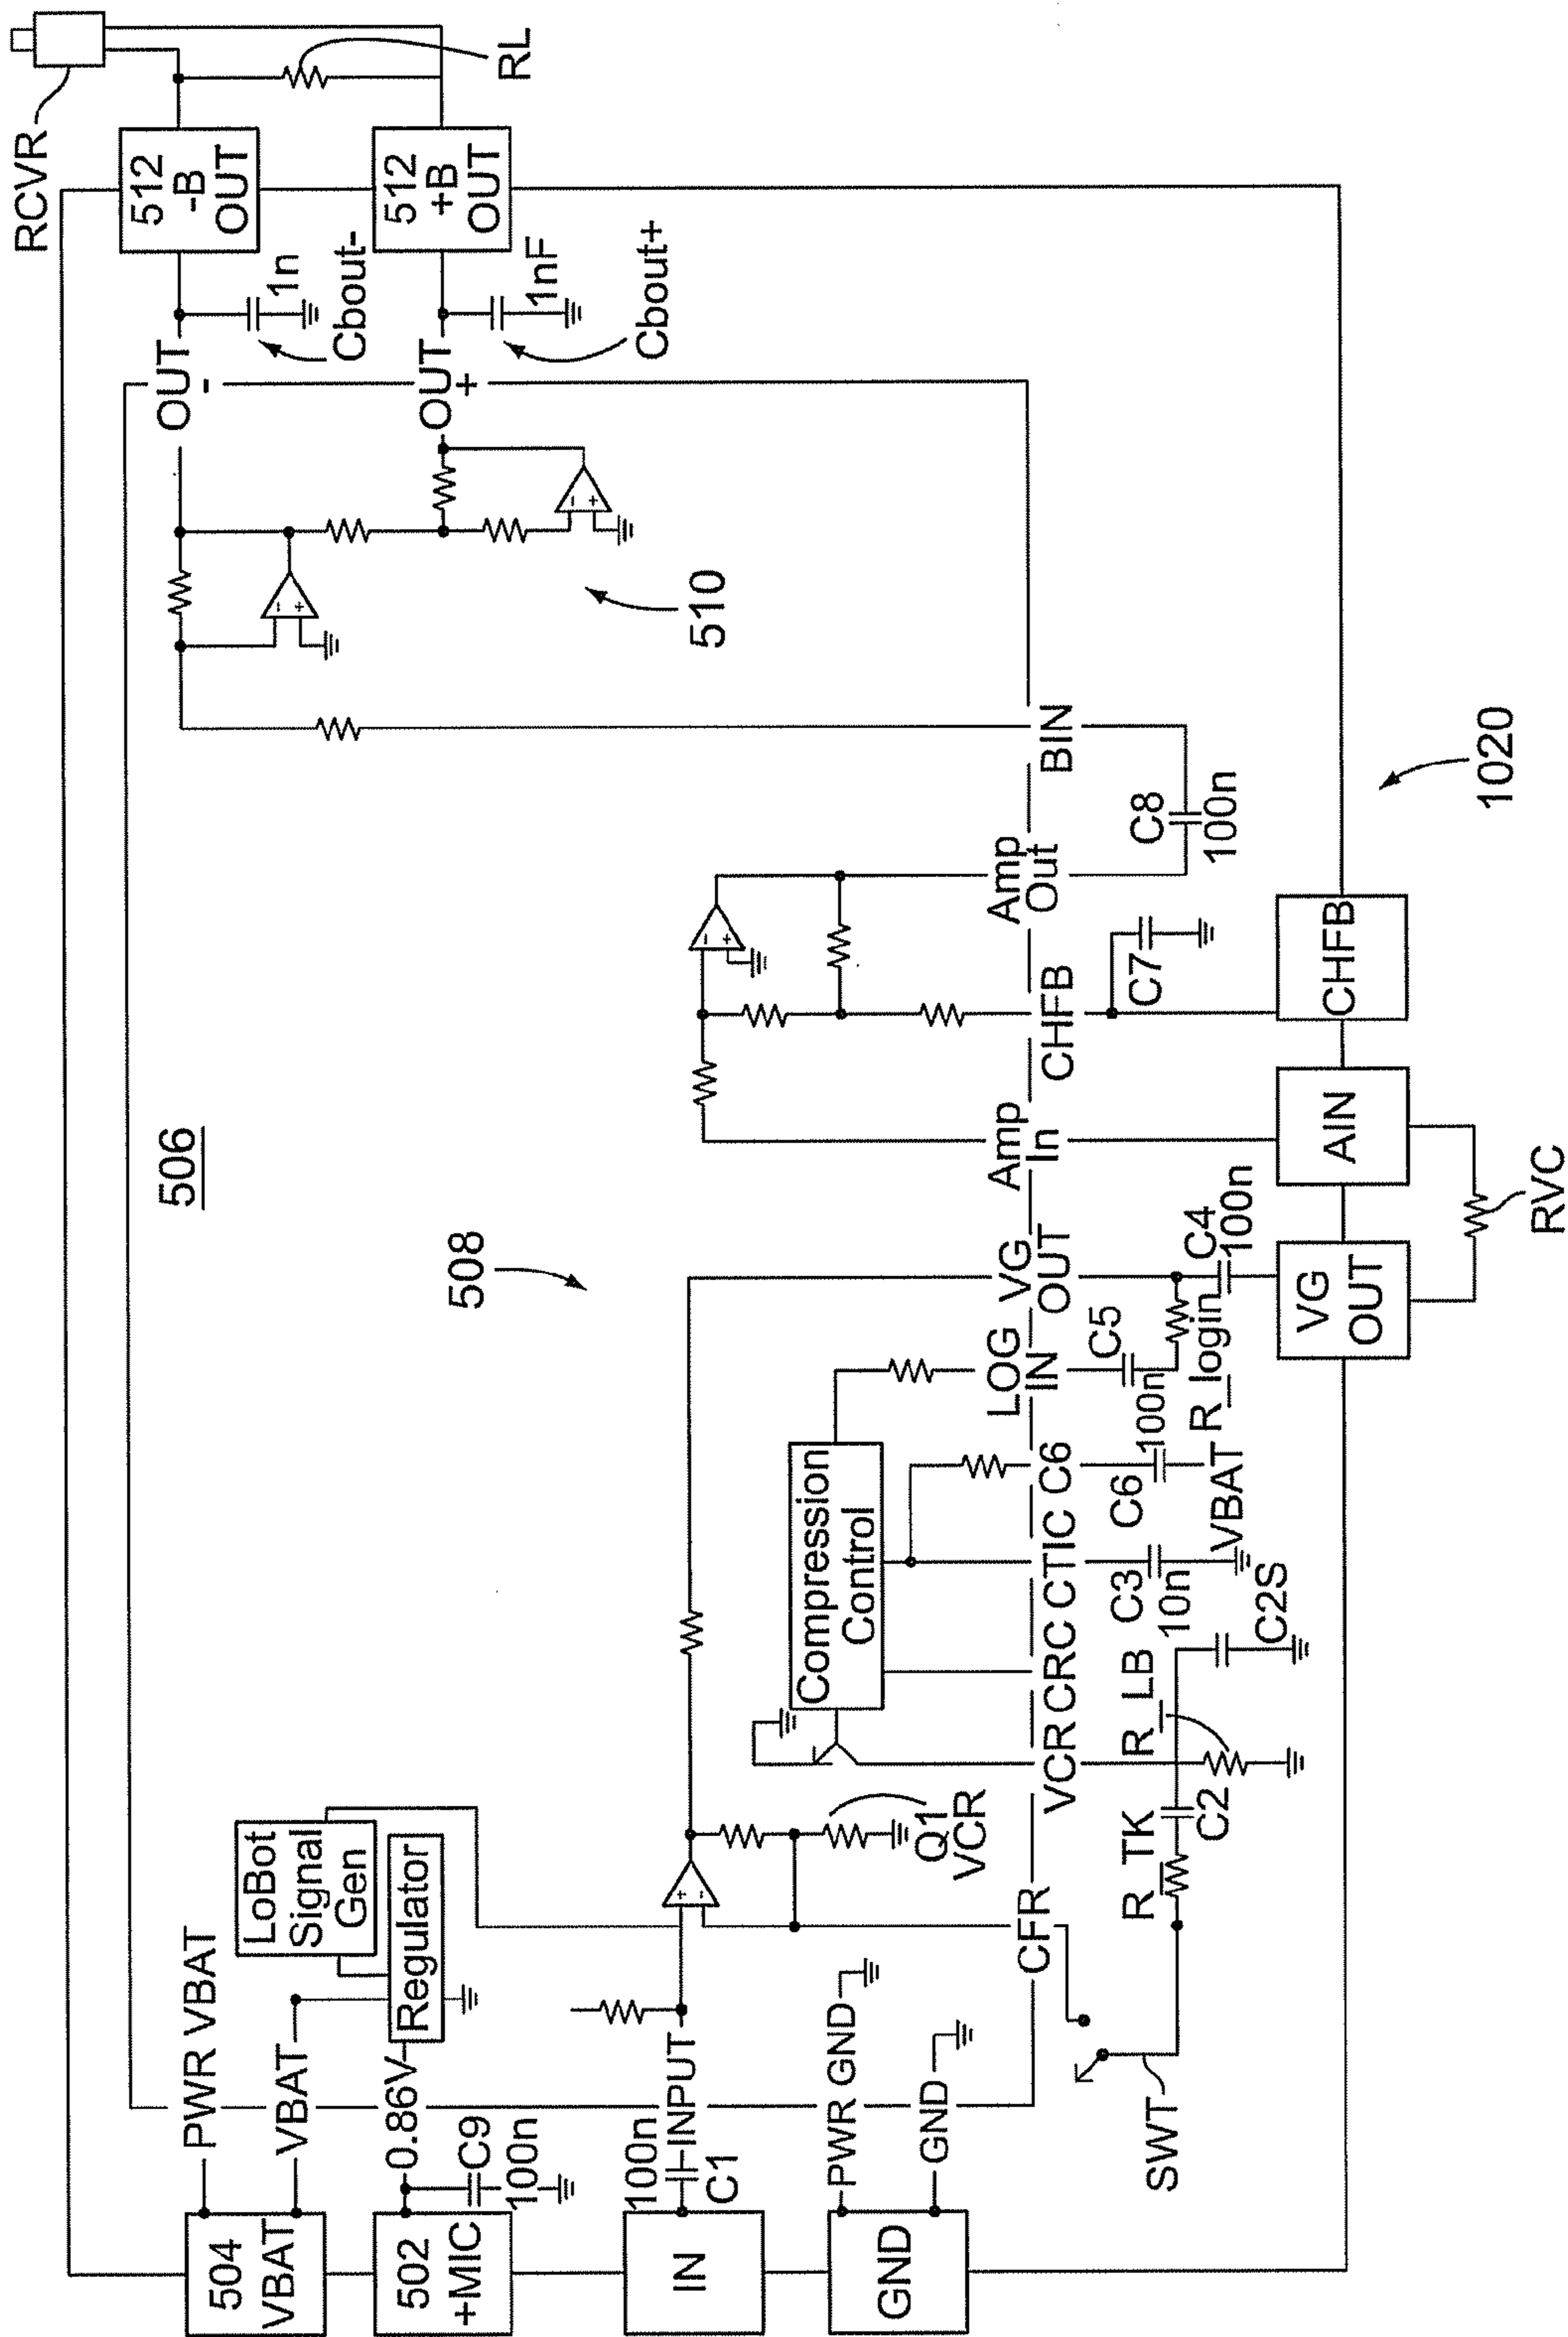 RCVR
RL
512
-B
OUT
512
+B
OUT
1n
Cbout-
1nF
Cbout+
OUT
-
OUT
+
510
506
508
1020
BIN
C8
100n
Amp
Out
CHFB
C7
CHFB
Amp
In
AIN
RVC
VG
OUT
C4
100n
VG
OUT
LOG
IN
C5
100n
R_login
C6
C6
VBAT
CTIC
C3
10n
CRC
C2S
VCR
R_LB
C2
R_TK
Compression
Control
Q1
VCR
CFR
SWT
LoBot
Signal
Gen
Regulator
PWR VBAT
VBAT
0.86V
C9
100n
INPUT
100n
C1
PWR GND
GND
504
VBAT
502
+MIC
IN
GND